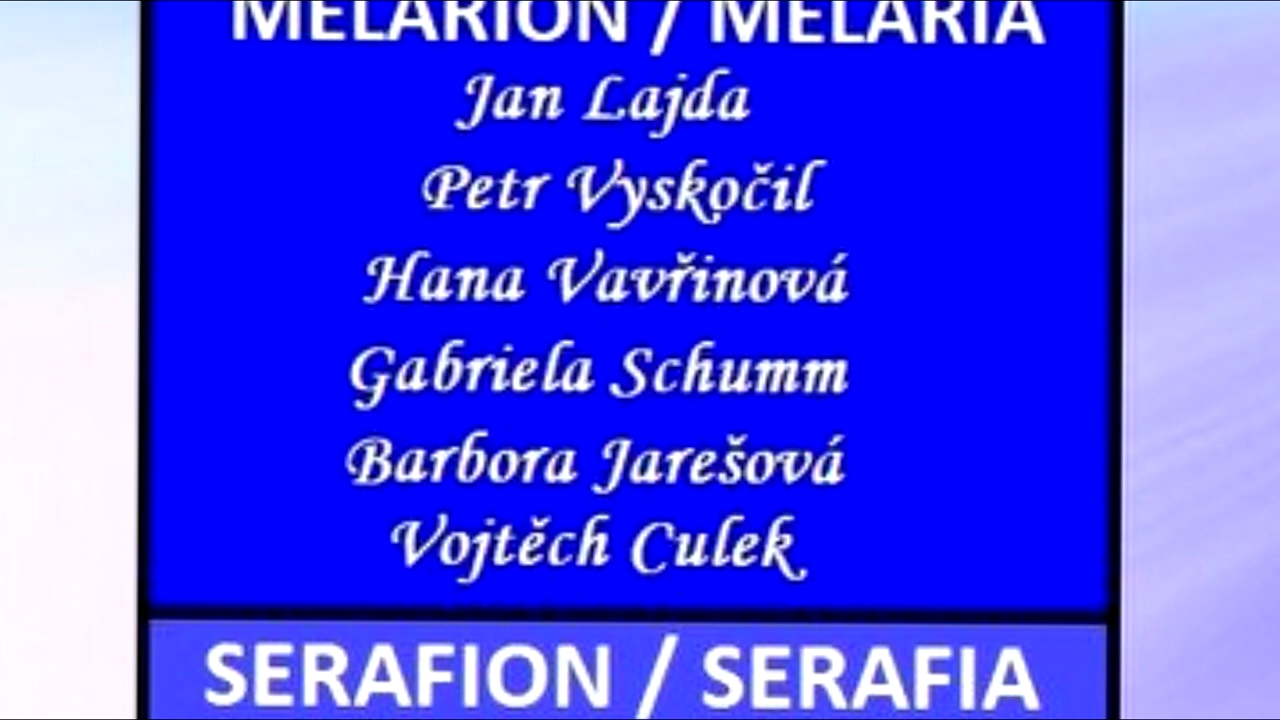 MELARION / MELARIA
Jan Lajda
Petr Vyskočil
Hana Vavřinová
Gabriela Schumm
Barbora Jarešová
Vojtěch Culek
SERAFION / SERAFIA